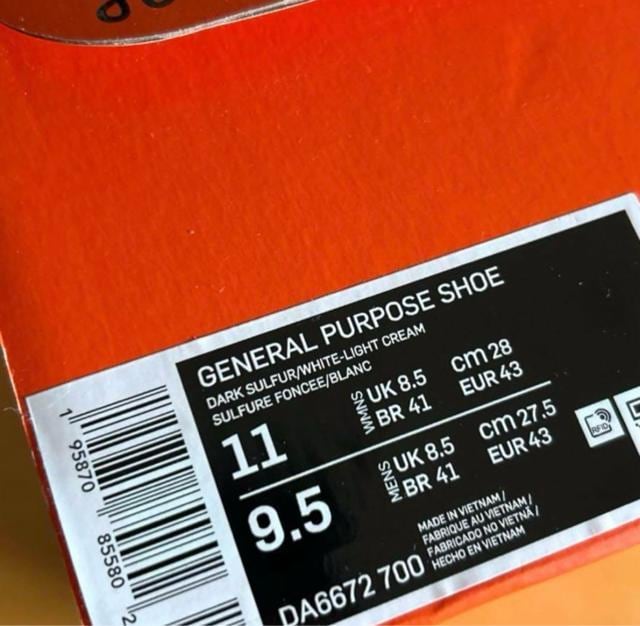 GENERAL PURPOSE SHOE
DARK SULFUR/WHITE-LIGHT CREAM
SULFURE FONCEE/BLANC
11
WMNS
UK 8.5
BR 41
cm 28
EUR 43
9.5
MENS
UK 8.5
BR 41
cm 27.5
EUR 43
DA6672 700
MADE IN VIETNAM/
FABRIQUE AU VIETNAM/
FABRICADO NO VIETNÃ/
HECHO EN VIETNAM
RFID
1 95870 85580 2